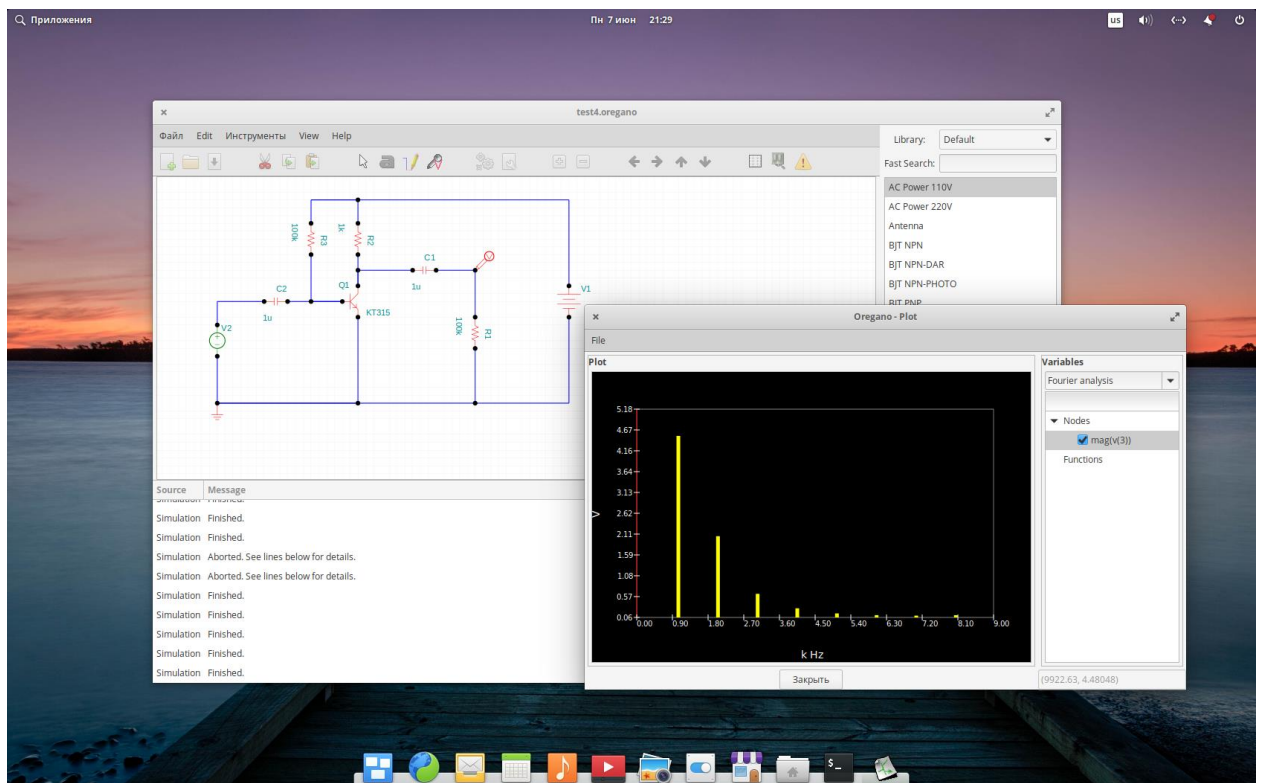 Приложения
Пн 7 июн 21:29
us
test4.oregano
Файл Edit Инструменты View Help
Library: Default
Fast Search:
AC Power 110V
AC Power 220V
Antenna
BJT NPN
BJT NPN-DAR
BJT NPN-PHOTO
BJT PNP
100k
R3
1k
R2
C1
1u
V
C2
1u
Q1
KT315
V1
V2
100k
R1
Source Message
Simulation Finished.
Simulation Finished.
Simulation Finished.
Simulation Aborted. See lines below for details.
Simulation Aborted. See lines below for details.
Simulation Finished.
Simulation Finished.
Simulation Finished.
Simulation Finished.
Simulation Finished.
Oregano - Plot
File
Plot
5.18
4.67
4.16
3.64
3.13
2.62
2.11
1.59
1.08
0.57
0.06
V
0.00 0.90 1.80 2.70 3.60 4.50 5.40 6.30 7.20 8.10 9.00
k Hz
Variables
Fourier analysis
Nodes
mag(v(3))
Functions
Закрыть
(9922.63, 4.48048)
$_